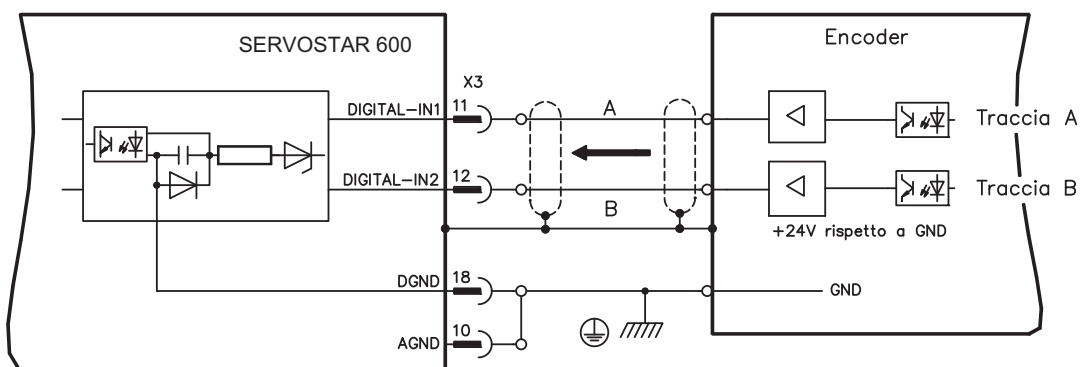 SERVOSTAR 600
Encoder
X3
DIGITAL-IN1 11 A Traccia A
DIGITAL-IN2 12 B Traccia B
+24V rispetto a GND
DGND 18 GND
AGND 10